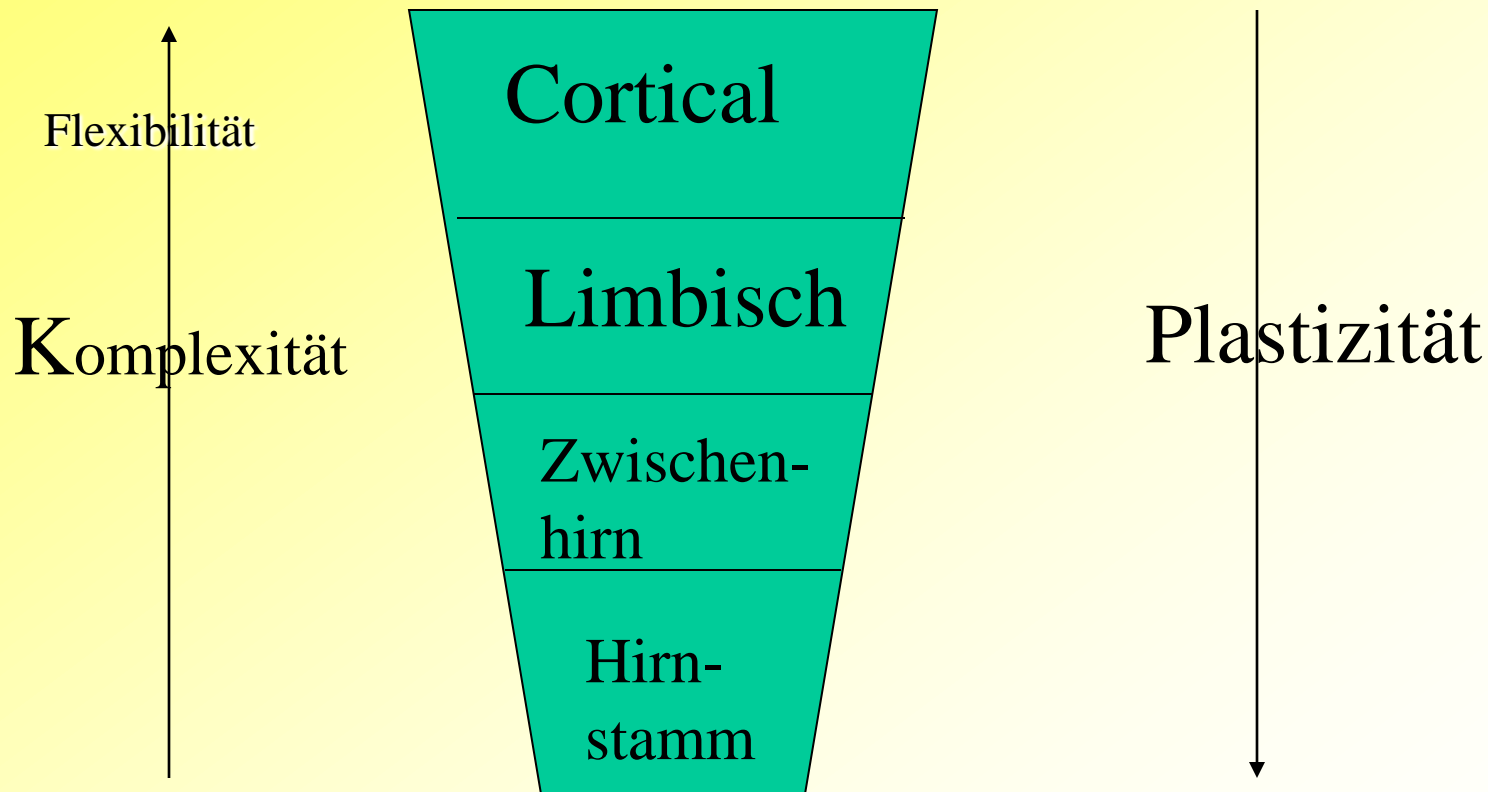 Cortical
Flexibilität
Limbisch
Komplexität
Plastizität
Zwischen-
hirn
Hirn-
stamm